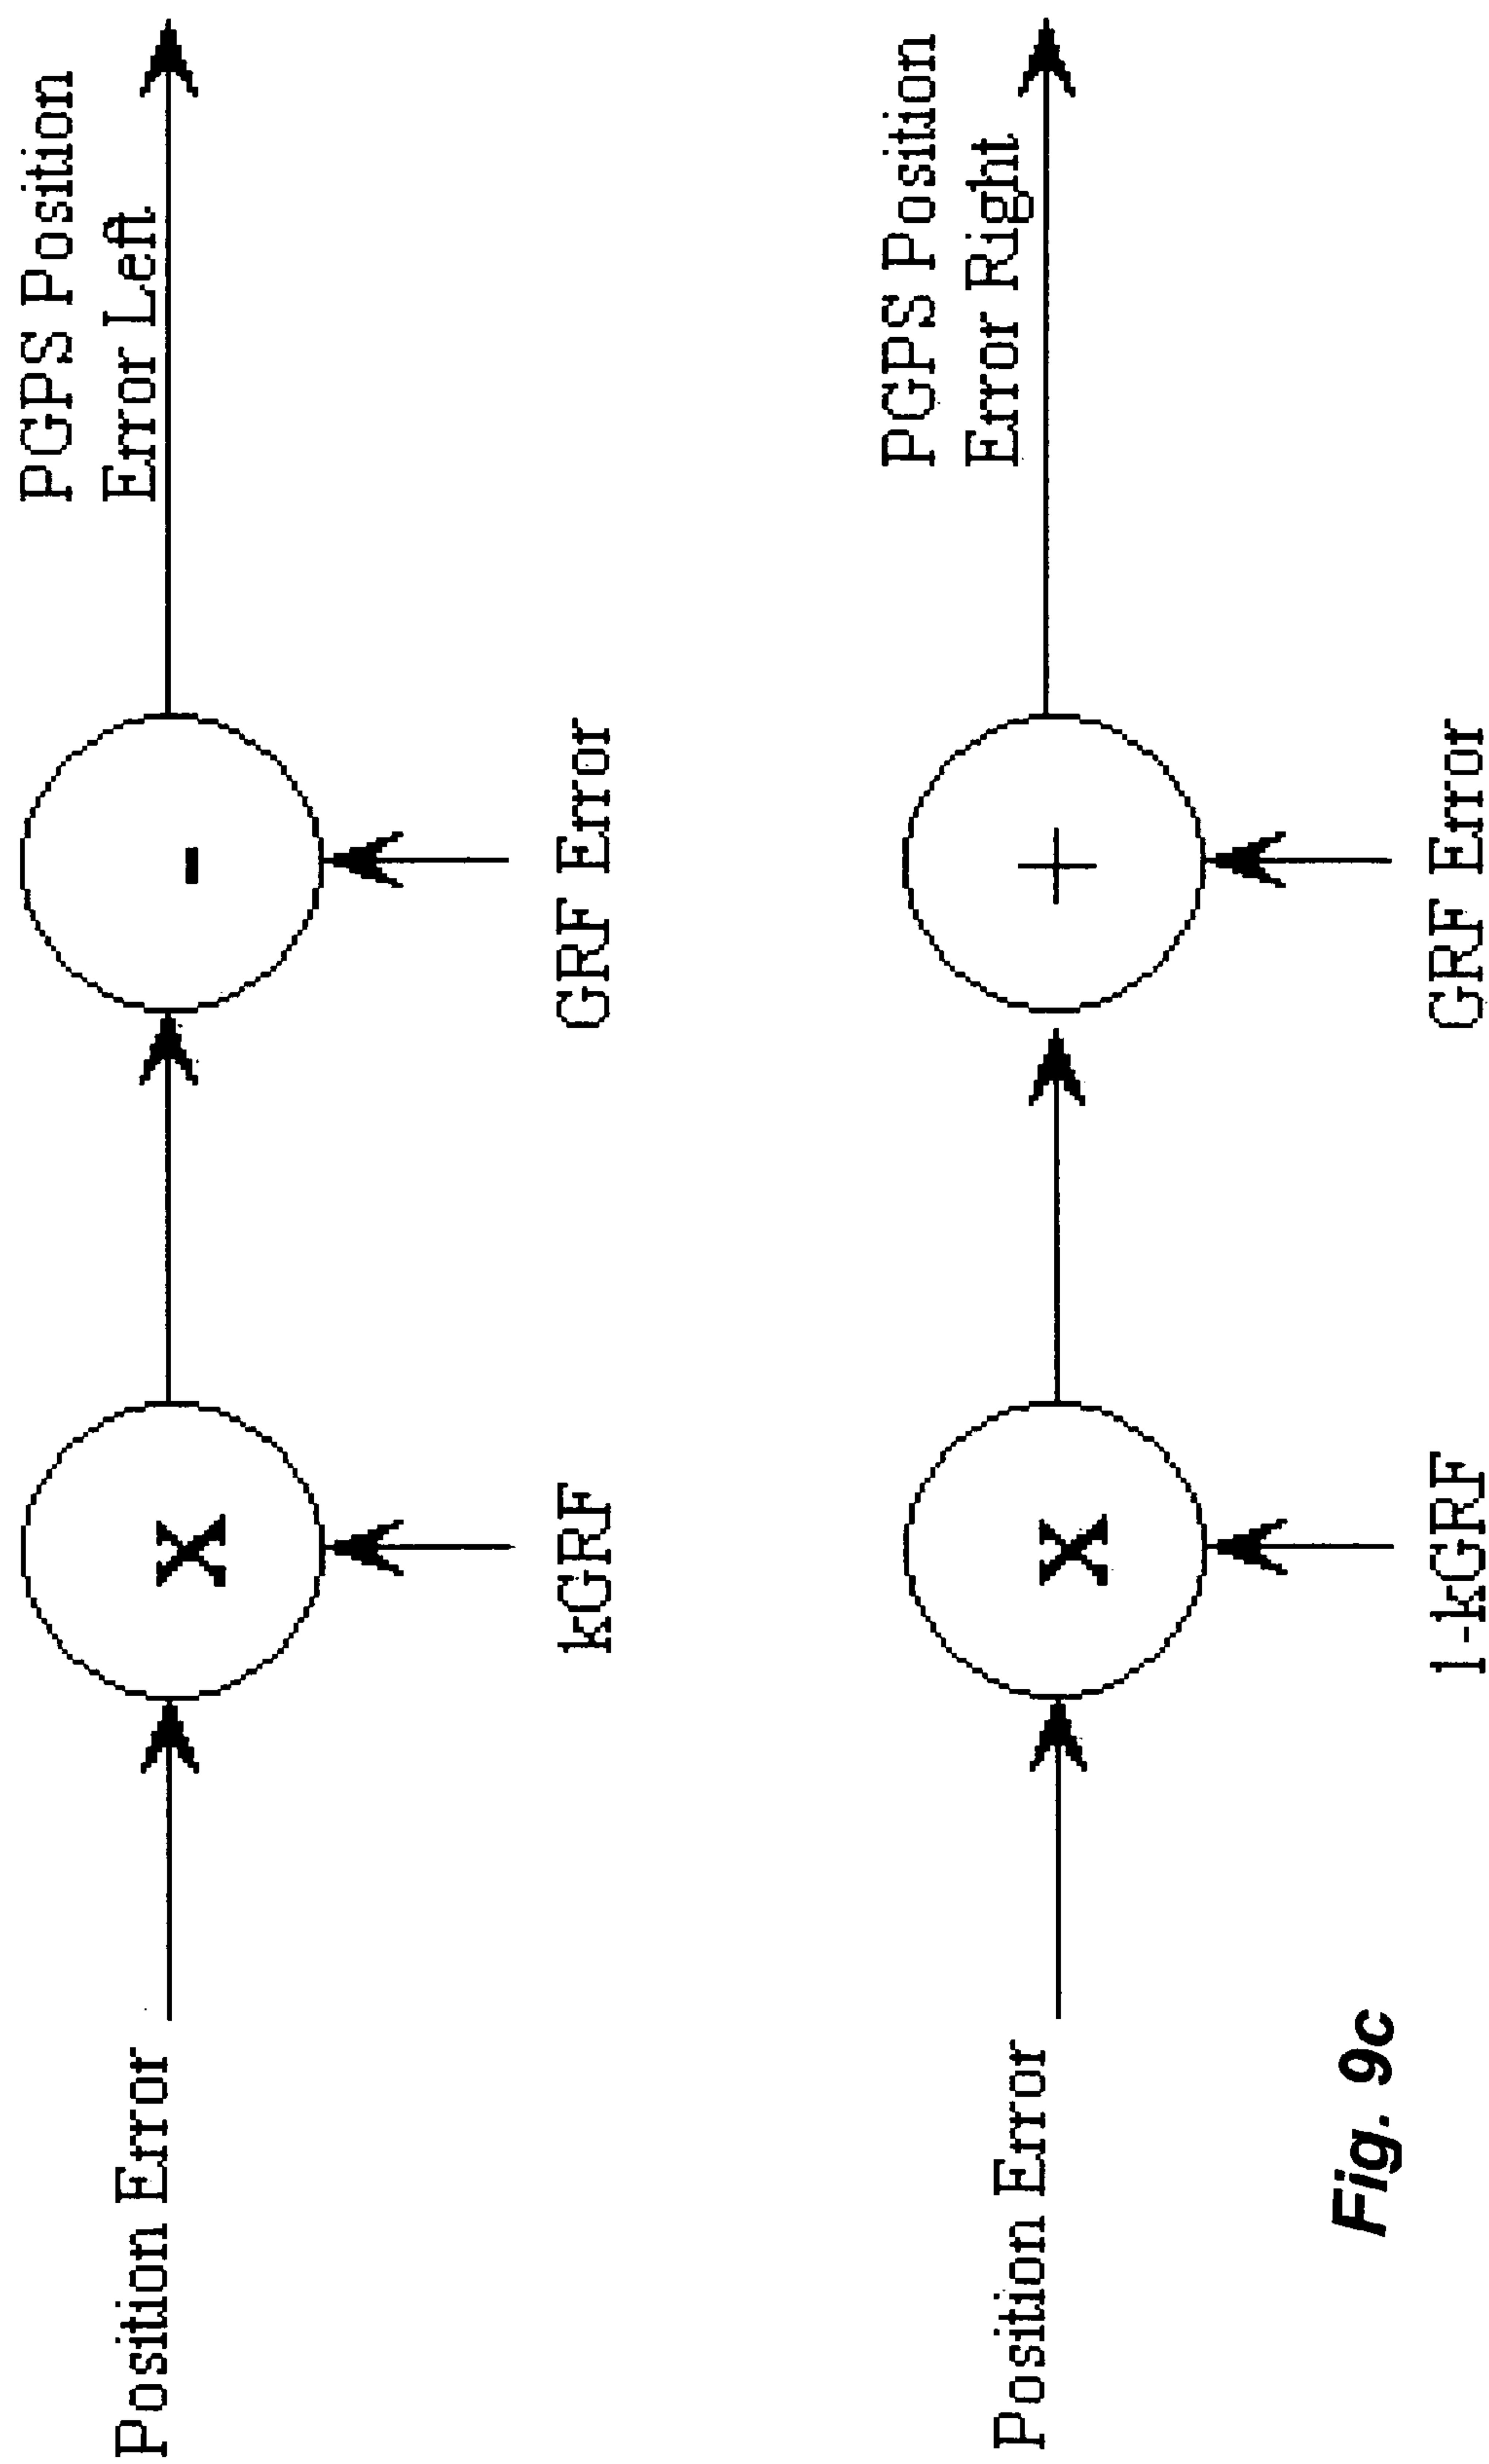 Position Error
X
kGRF
-
GRF Error
PGPS Position
Error Left
Position Error
X
1-kGRF
+
GRF Error
PGPS Position
Error Right
Fig. 9c